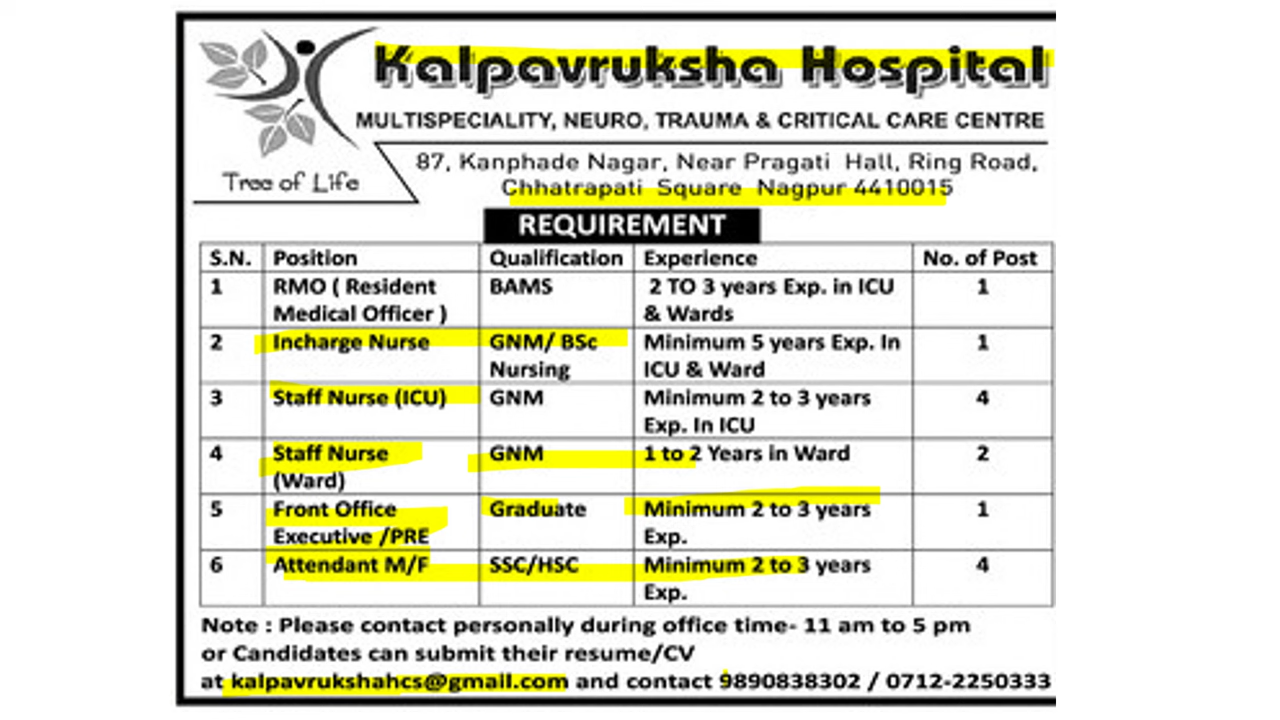 Kalpavruksha Hospital
MULTISPECIALITY, NEURO, TRAUMA & CRITICAL CARE CENTRE
Tree of Life
87, Kanphade Nagar, Near Pragati Hall, Ring Road,
Chhatrapati Square Nagpur 4410015
REQUIREMENT
S.N. Position Qualification Experience No. of Post
1 RMO ( Resident BAMS 2 TO 3 years Exp. in ICU 1
Medical Officer ) & Wards
2 Incharge Nurse GNM/ BSc Minimum 5 years Exp. In 1
Nursing ICU & Ward
3 Staff Nurse (ICU) GNM Minimum 2 to 3 years 4
Exp. In ICU
4 Staff Nurse GNM 1 to 2 Years in Ward 2
(Ward)
5 Front Office Graduate Minimum 2 to 3 years 1
Executive /PRE Exp.
6 Attendant M/F SSC/HSC Minimum 2 to 3 years 4
Exp.
Note : Please contact personally during office time- 11 am to 5 pm
or Candidates can submit their resume/CV
at kalpavrukshahcs@gmail.com and contact 9890838302 / 0712-2250333